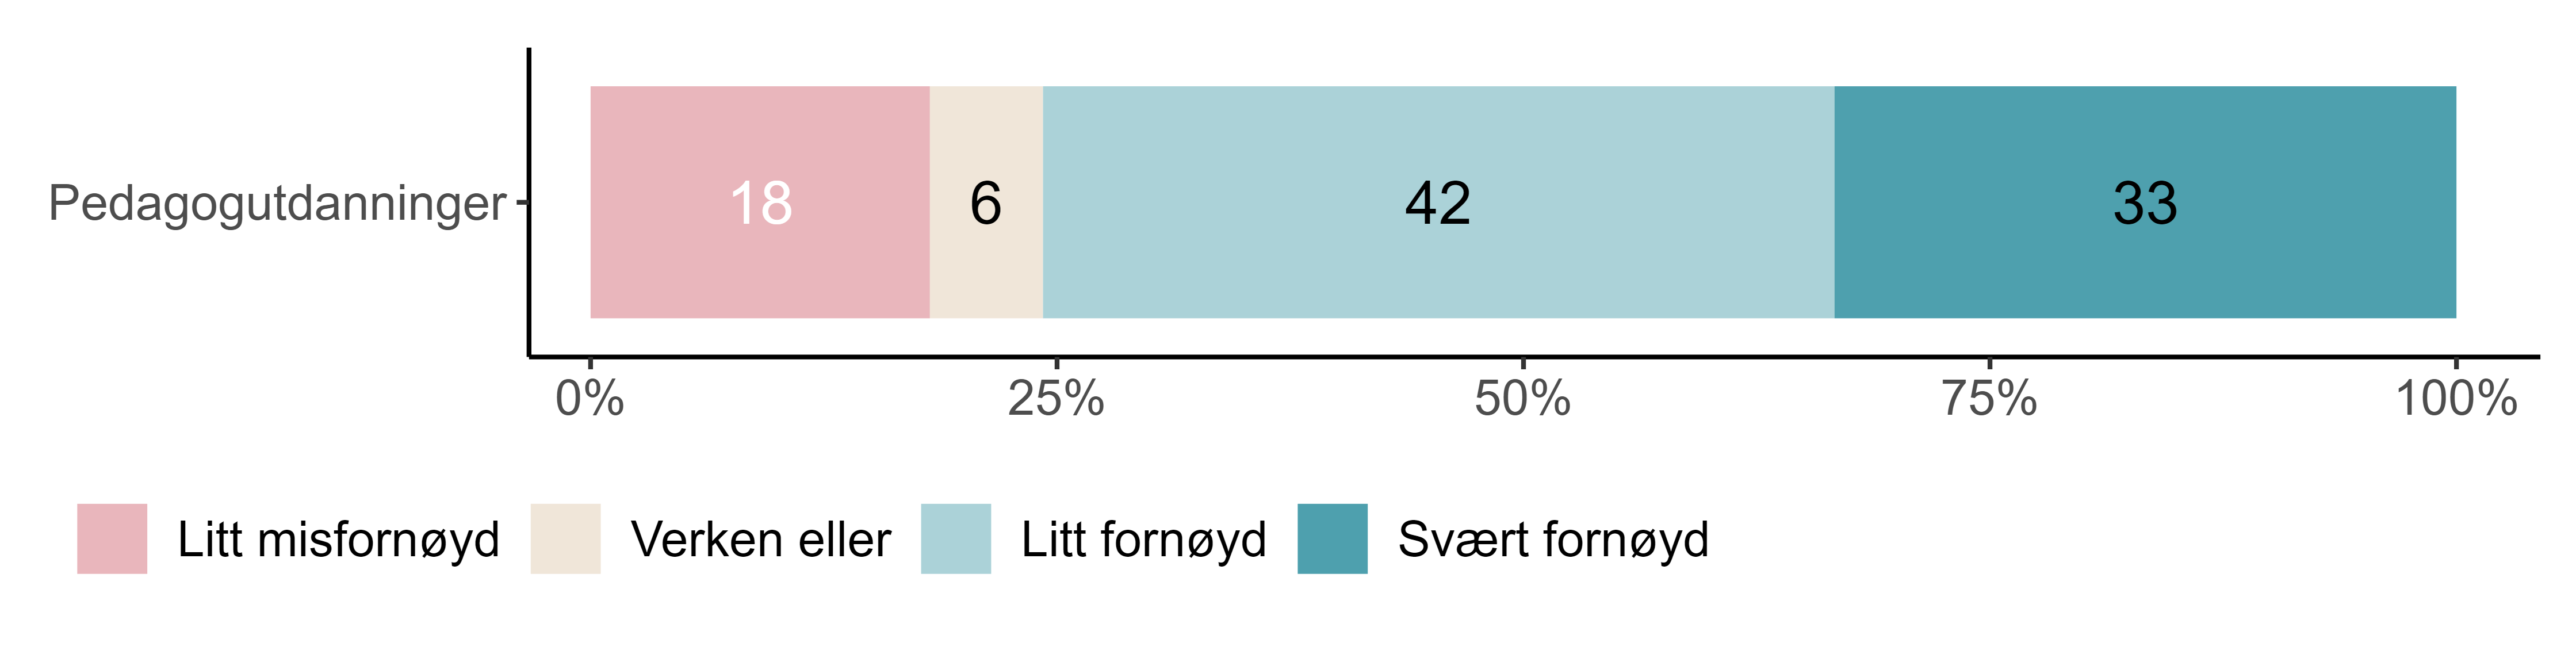 Pedagogutdanninger
18 6 42 33
0% 25% 50% 75% 100%
Litt misfornøyd Verken eller Litt fornøyd Svært fornøyd